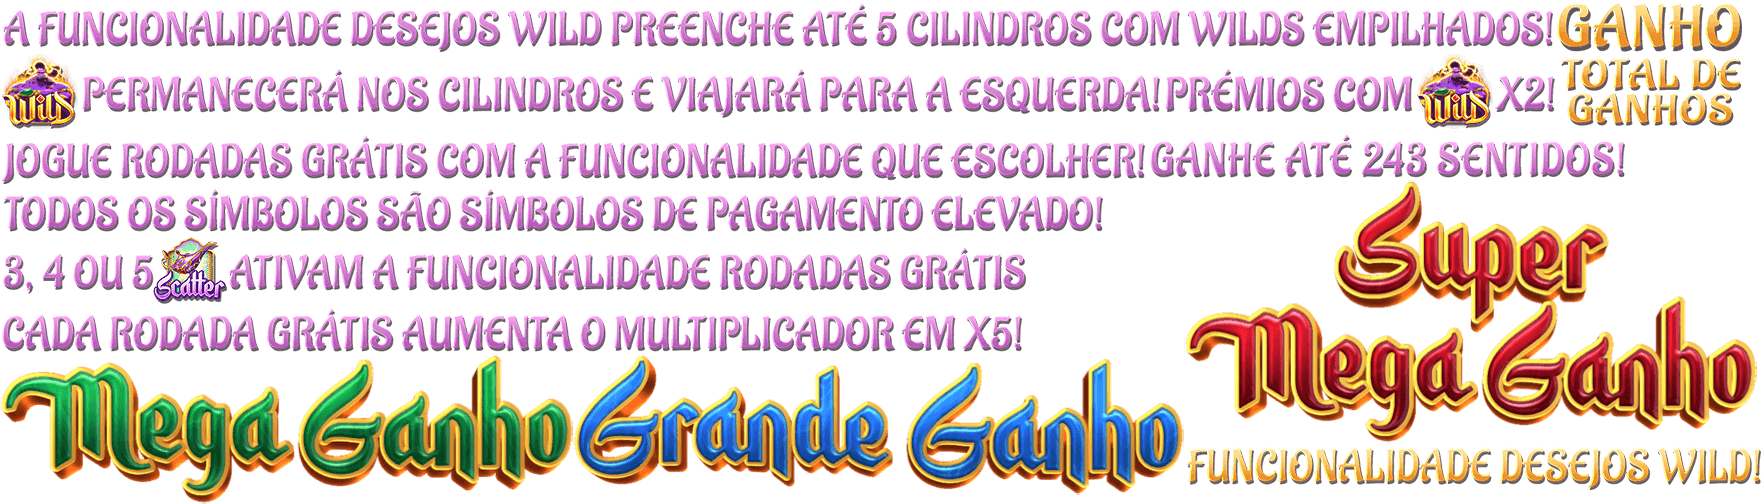 A FUNCIONALIDADE DESEJOS WILD PREENCHE ATÉ 5 CILINDROS COM WILDS EMPILHADOS!
GANHO
WILD PERMANECERÁ NOS CILINDROS E VIAJARÁ PARA A ESQUERDA!
PRÉMIOS COM WILD X2!
TOTAL DE
GANHOS
JOGUE RODADAS GRÁTIS COM A FUNCIONALIDADE QUE ESCOLHER!
GANHE ATÉ 243 SENTIDOS!
TODOS OS SÍMBOLOS SÃO SÍMBOLOS DE PAGAMENTO ELEVADO!
3, 4 OU 5 Scatter ATIVAM A FUNCIONALIDADE RODADAS GRÁTIS
CADA RODADA GRÁTIS AUMENTA O MULTIPLICADOR EM X5!
Super
Mega Ganho
Mega Ganho
Grande Ganho
FUNCIONALIDADE DESEJOS WILD!